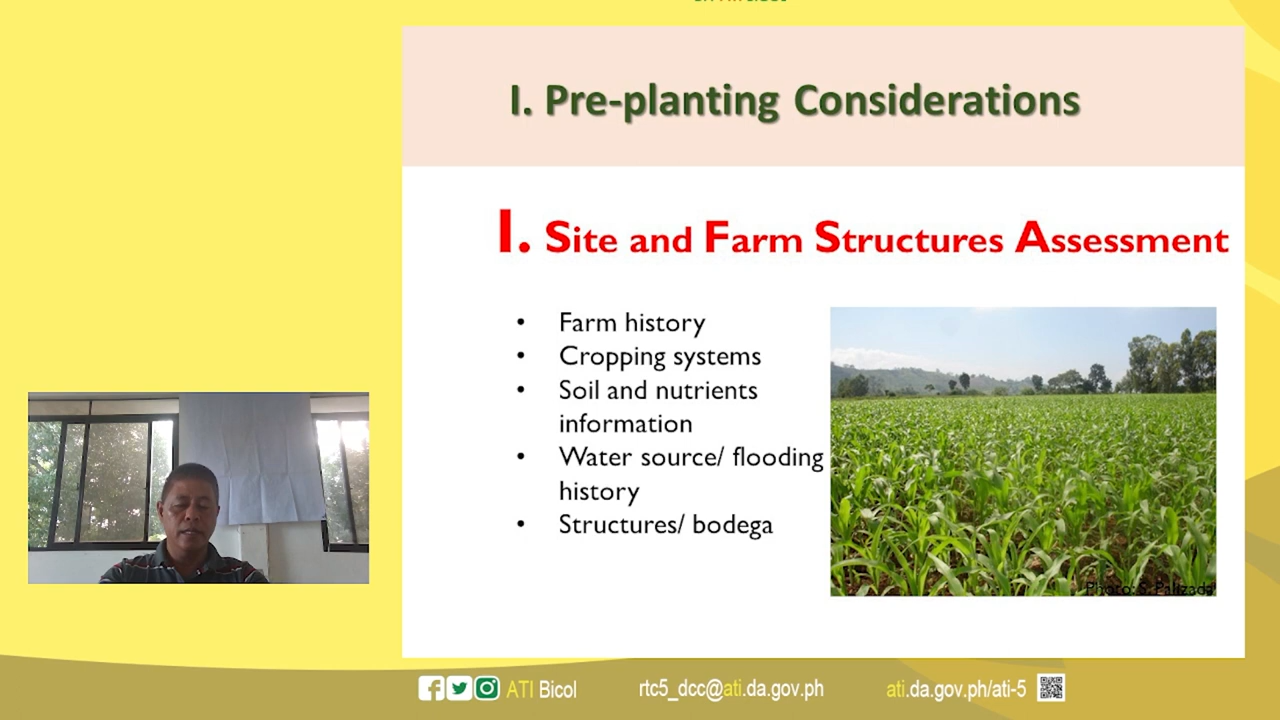 I. Pre-planting Considerations
I. Site and Farm Structures Assessment
• Farm history
• Cropping systems
• Soil and nutrients
information
• Water source/ flooding
history
• Structures/ bodega
ATI Bicol
rtc5_dcc@ati.da.gov.ph
ati.da.gov.ph/ati-5